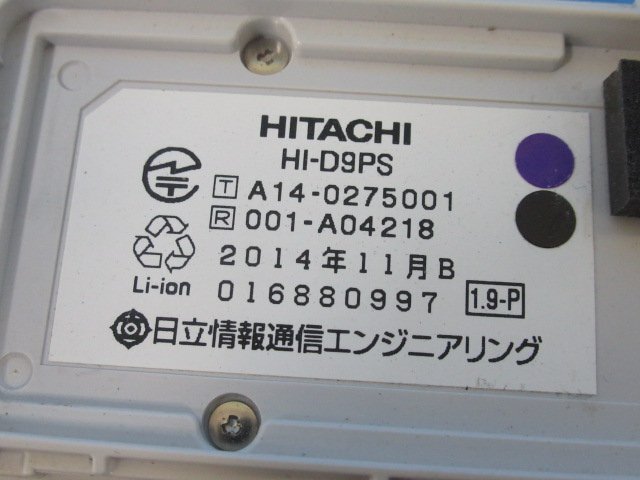 HITACHI
HI-D9PS
T A14-0275001
R 001-A04218
2014年11月B
Li-ion 016880997 1.9-P
日立情報通信エンジニアリング